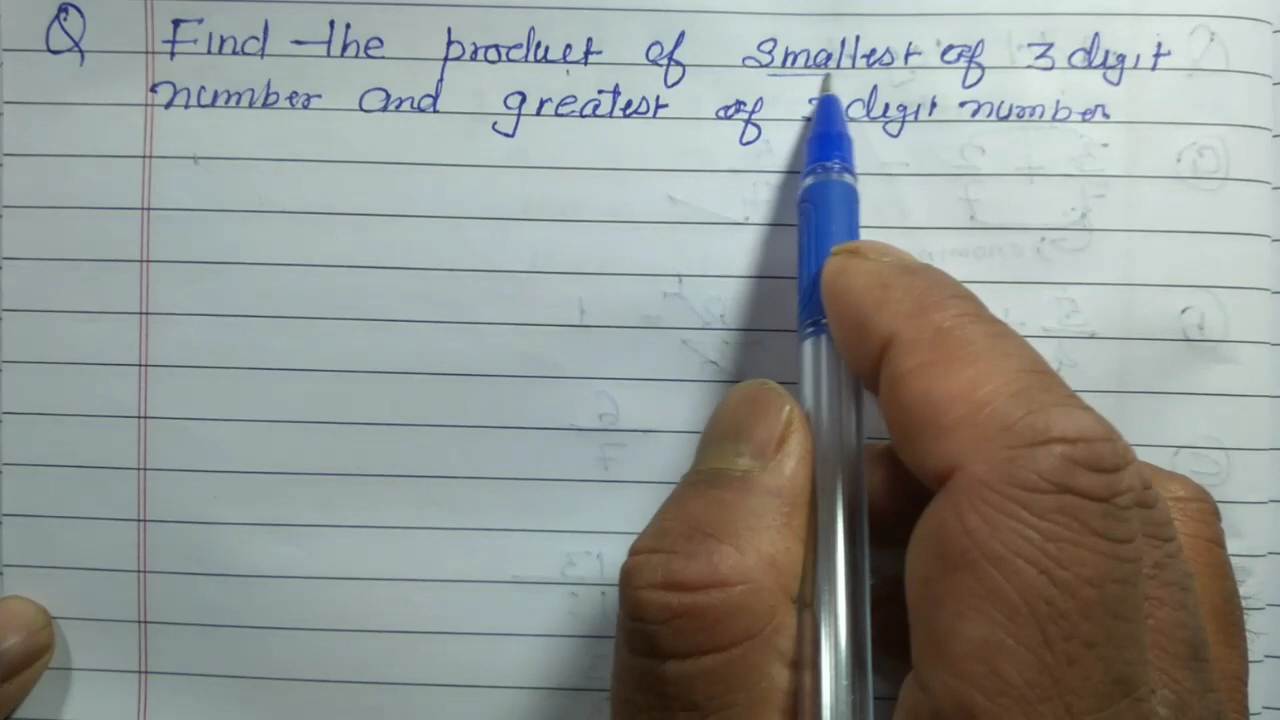 Q Find the product of smallest of 3 digit
number and greatest of digit number